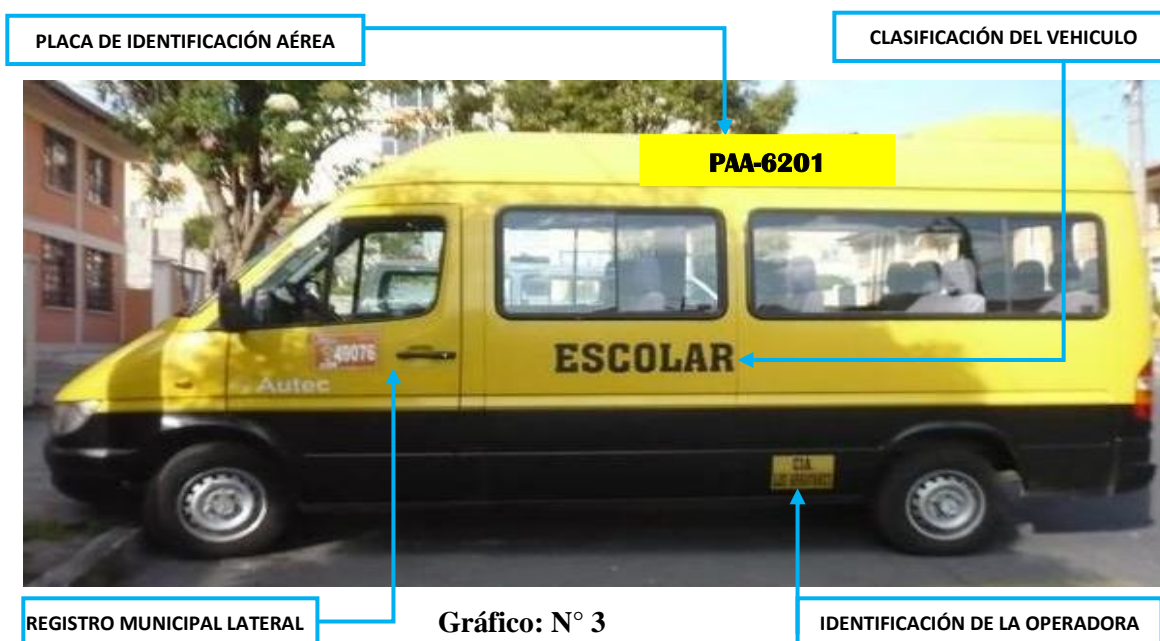 PLACA DE IDENTIFICACIÓN AÉREA
CLASIFICACIÓN DEL VEHICULO
PAA-6201
49076
ESCOLAR
Autec
CIA.
REGISTRO MUNICIPAL LATERAL
Gráfico: N° 3
IDENTIFICACIÓN DE LA OPERADORA